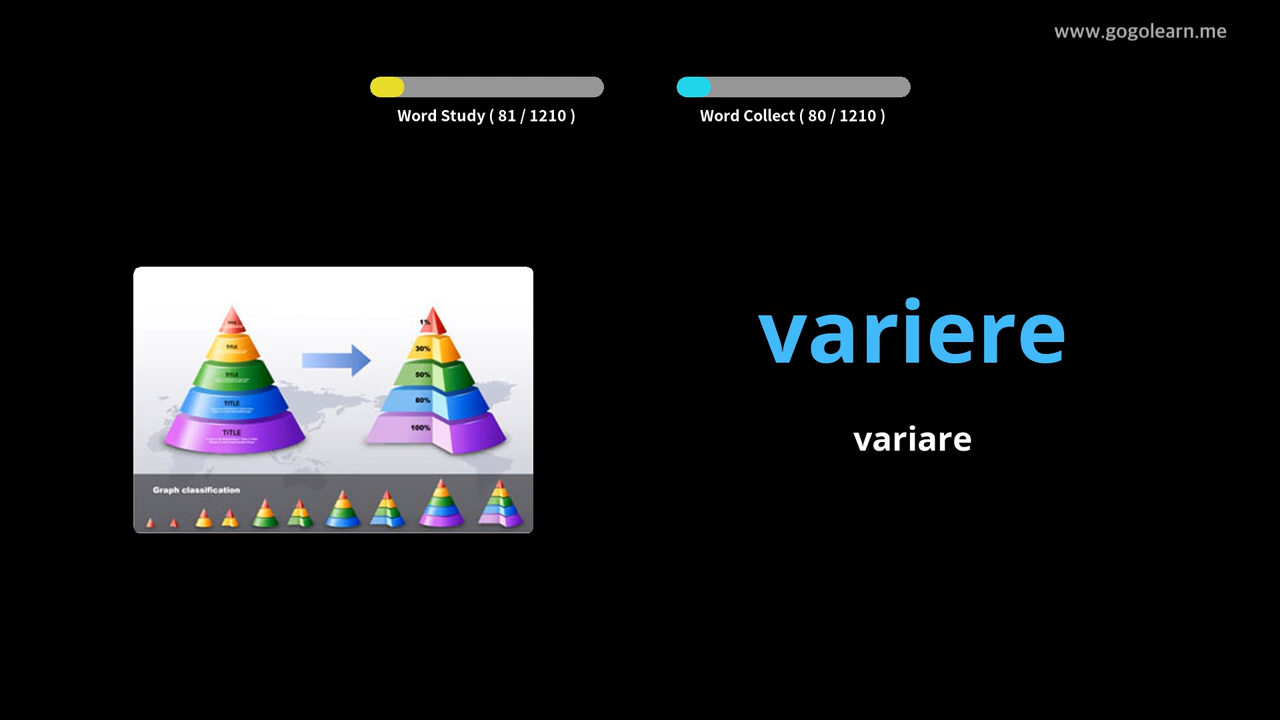 www.gogolearn.me
Word Study ( 81 / 1210 )
Word Collect ( 80 / 1210 )
variere
variare
TITLE
TITLE
TITLE
TITLE
1%
30%
50%
80%
100%
Graph classification